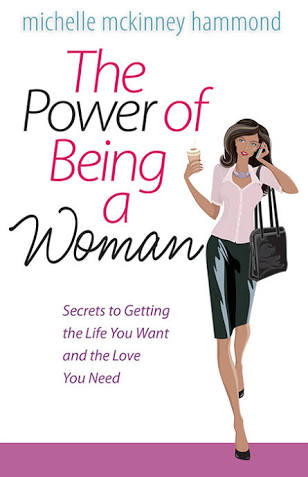 michelle mckinney hammond
The
Power of
Being
a
Woman
Secrets to Getting
the Life You Want
and the Love
You Need